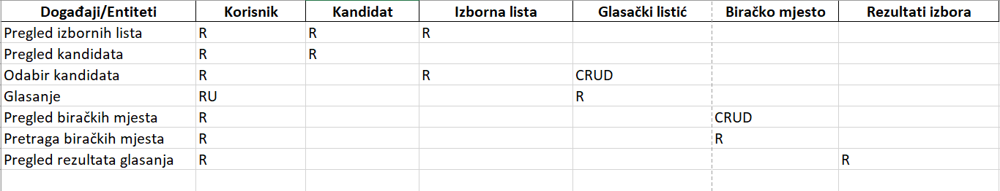 Događaji/Entiteti Korisnik Kandidat Izborna lista Glasački listić Biračko mjesto Rezultati izbora
Pregled izbornih lista R R R
Pregled kandidata R R
Odabir kandidata R R CRUD
Glasanje RU R
Pregled biračkih mjesta R CRUD
Pretraga biračkih mjesta R R
Pregled rezultata glasanja R R